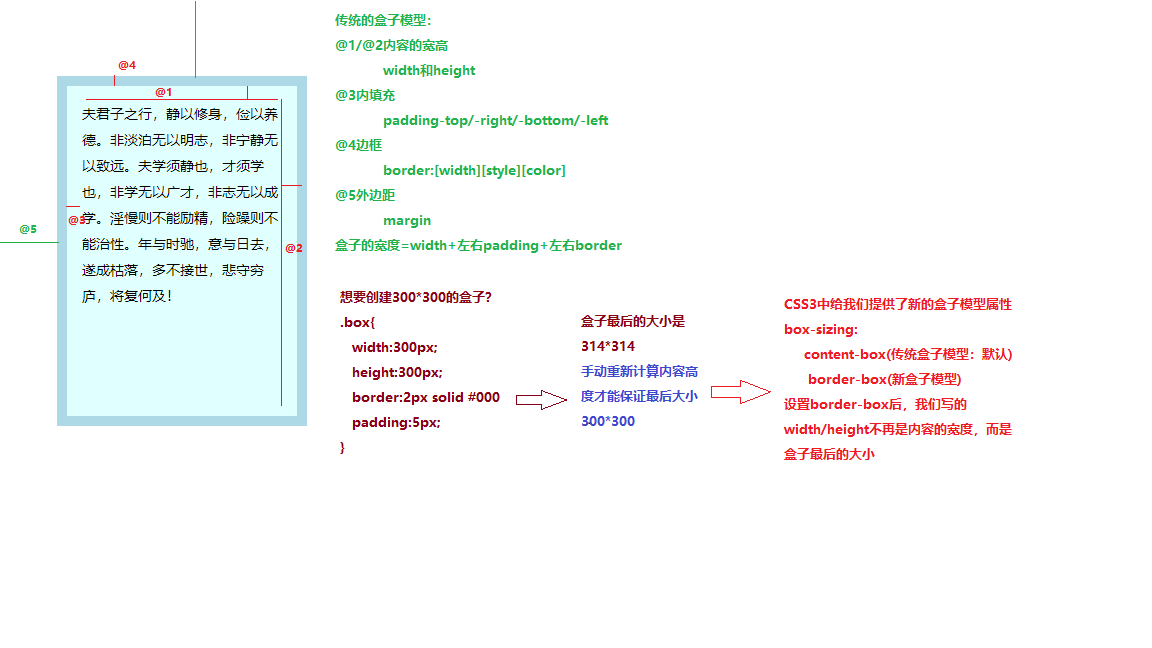 @4
@1
夫君子之行，静以修身，俭以养
德。非淡泊无以明志，非宁静无
以致远。夫学须静也，才须学
也，非学无以广才，非志无以成
学。淫慢则不能励精，险躁则不
能治性。年与时驰，意与日去，
遂成枯落，多不接世，悲守穷
庐，将复何及！
@3
@5
@2
传统的盒子模型：
@1/@2内容的宽高
width和height
@3内填充
padding-top/-right/-bottom/-left
@4边框
border:[width][style][color]
@5外边距
margin
盒子的宽度=width+左右padding+左右border
想要创建300*300的盒子?
.box{
width:300px;
height:300px;
border:2px solid #000
padding:5px;
}
盒子最后的大小是
314*314
手动重新计算内容高
度才能保证最后大小
300*300
CSS3中给我们提供了新的盒子模型属性
box-sizing:
content-box(传统盒子模型：默认)
border-box(新盒子模型)
设置border-box后，我们写的
width/height不再是内容的宽度，而是
盒子最后的大小